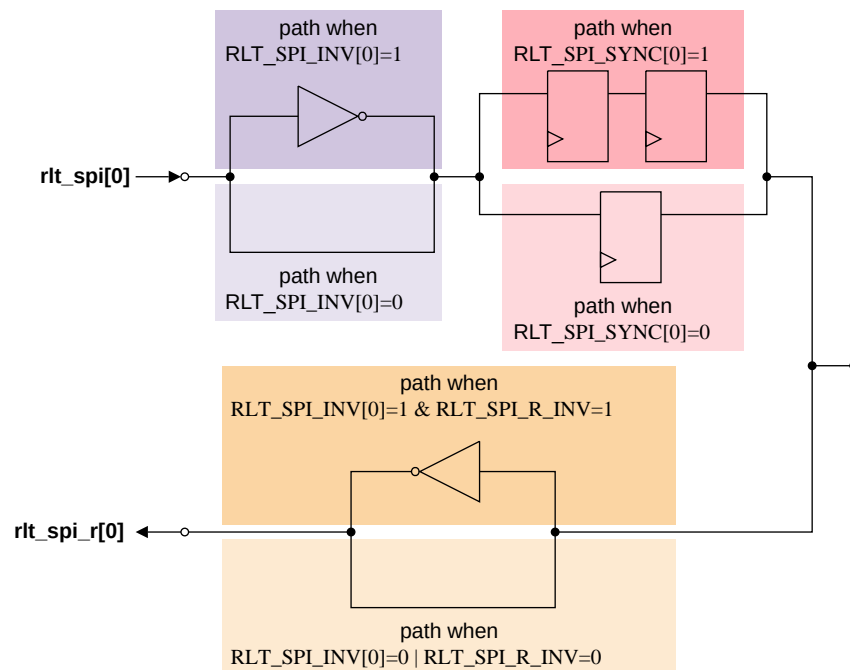 path when
RLT_SPI_INV[0]=1
path when
RLT_SPI_SYNC[0]=1
rlt_spi[0]
path when
RLT_SPI_INV[0]=0
path when
RLT_SPI_SYNC[0]=0
path when
RLT_SPI_INV[0]=1 & RLT_SPI_R_INV=1
rlt_spi_r[0]
path when
RLT_SPI_INV[0]=0 | RLT_SPI_R_INV=0